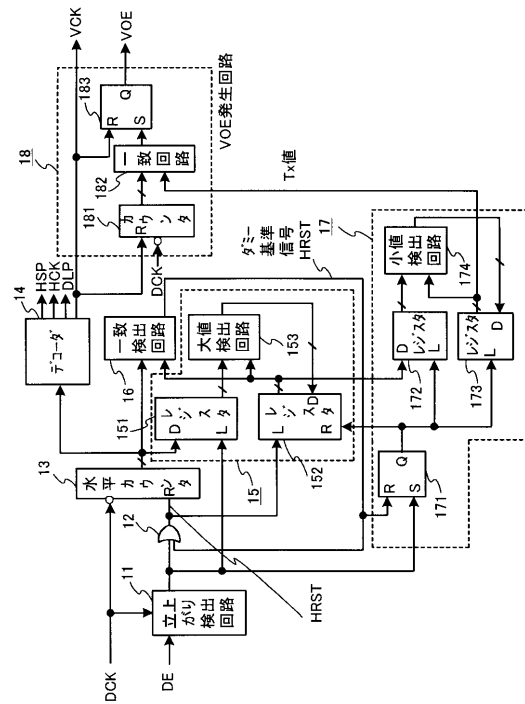 DCK
DE
11
立上
がり
検出
回路
12
HRST
13
水平カウンタ
R
14
デコーダ
HSP
HCK
DLP
16
一致
検出
回路
15
151
レジスタ
D
L
152
レジスタ
D
R
153
大値
検出
回路
ダミー
基準
信号
HRST
17
171
R
Q
S
172
レジスタ
D
L
173
レジスタ
L
D
174
小値
検出
回路
Tx値
18
181
カウンタ
R
DCK
182
一致
回路
183
R
Q
S
VOE発生回路
VCK
VOE